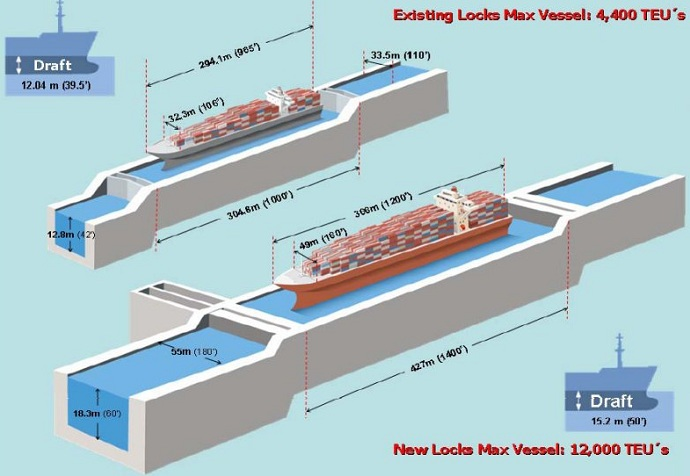 Existing Locks Max Vessel: 4,400 TEU´s
Draft
12.04 m (39.5')
294.1m (965')
33.5m (110')
32.3m (106')
304.8m (1000')
12.8m (42')
366m (1200')
49m (160')
55m (180')
427m (1400')
18.3m (60')
Draft
15.2 m (50')
New Locks Max Vessel: 12,000 TEU´s